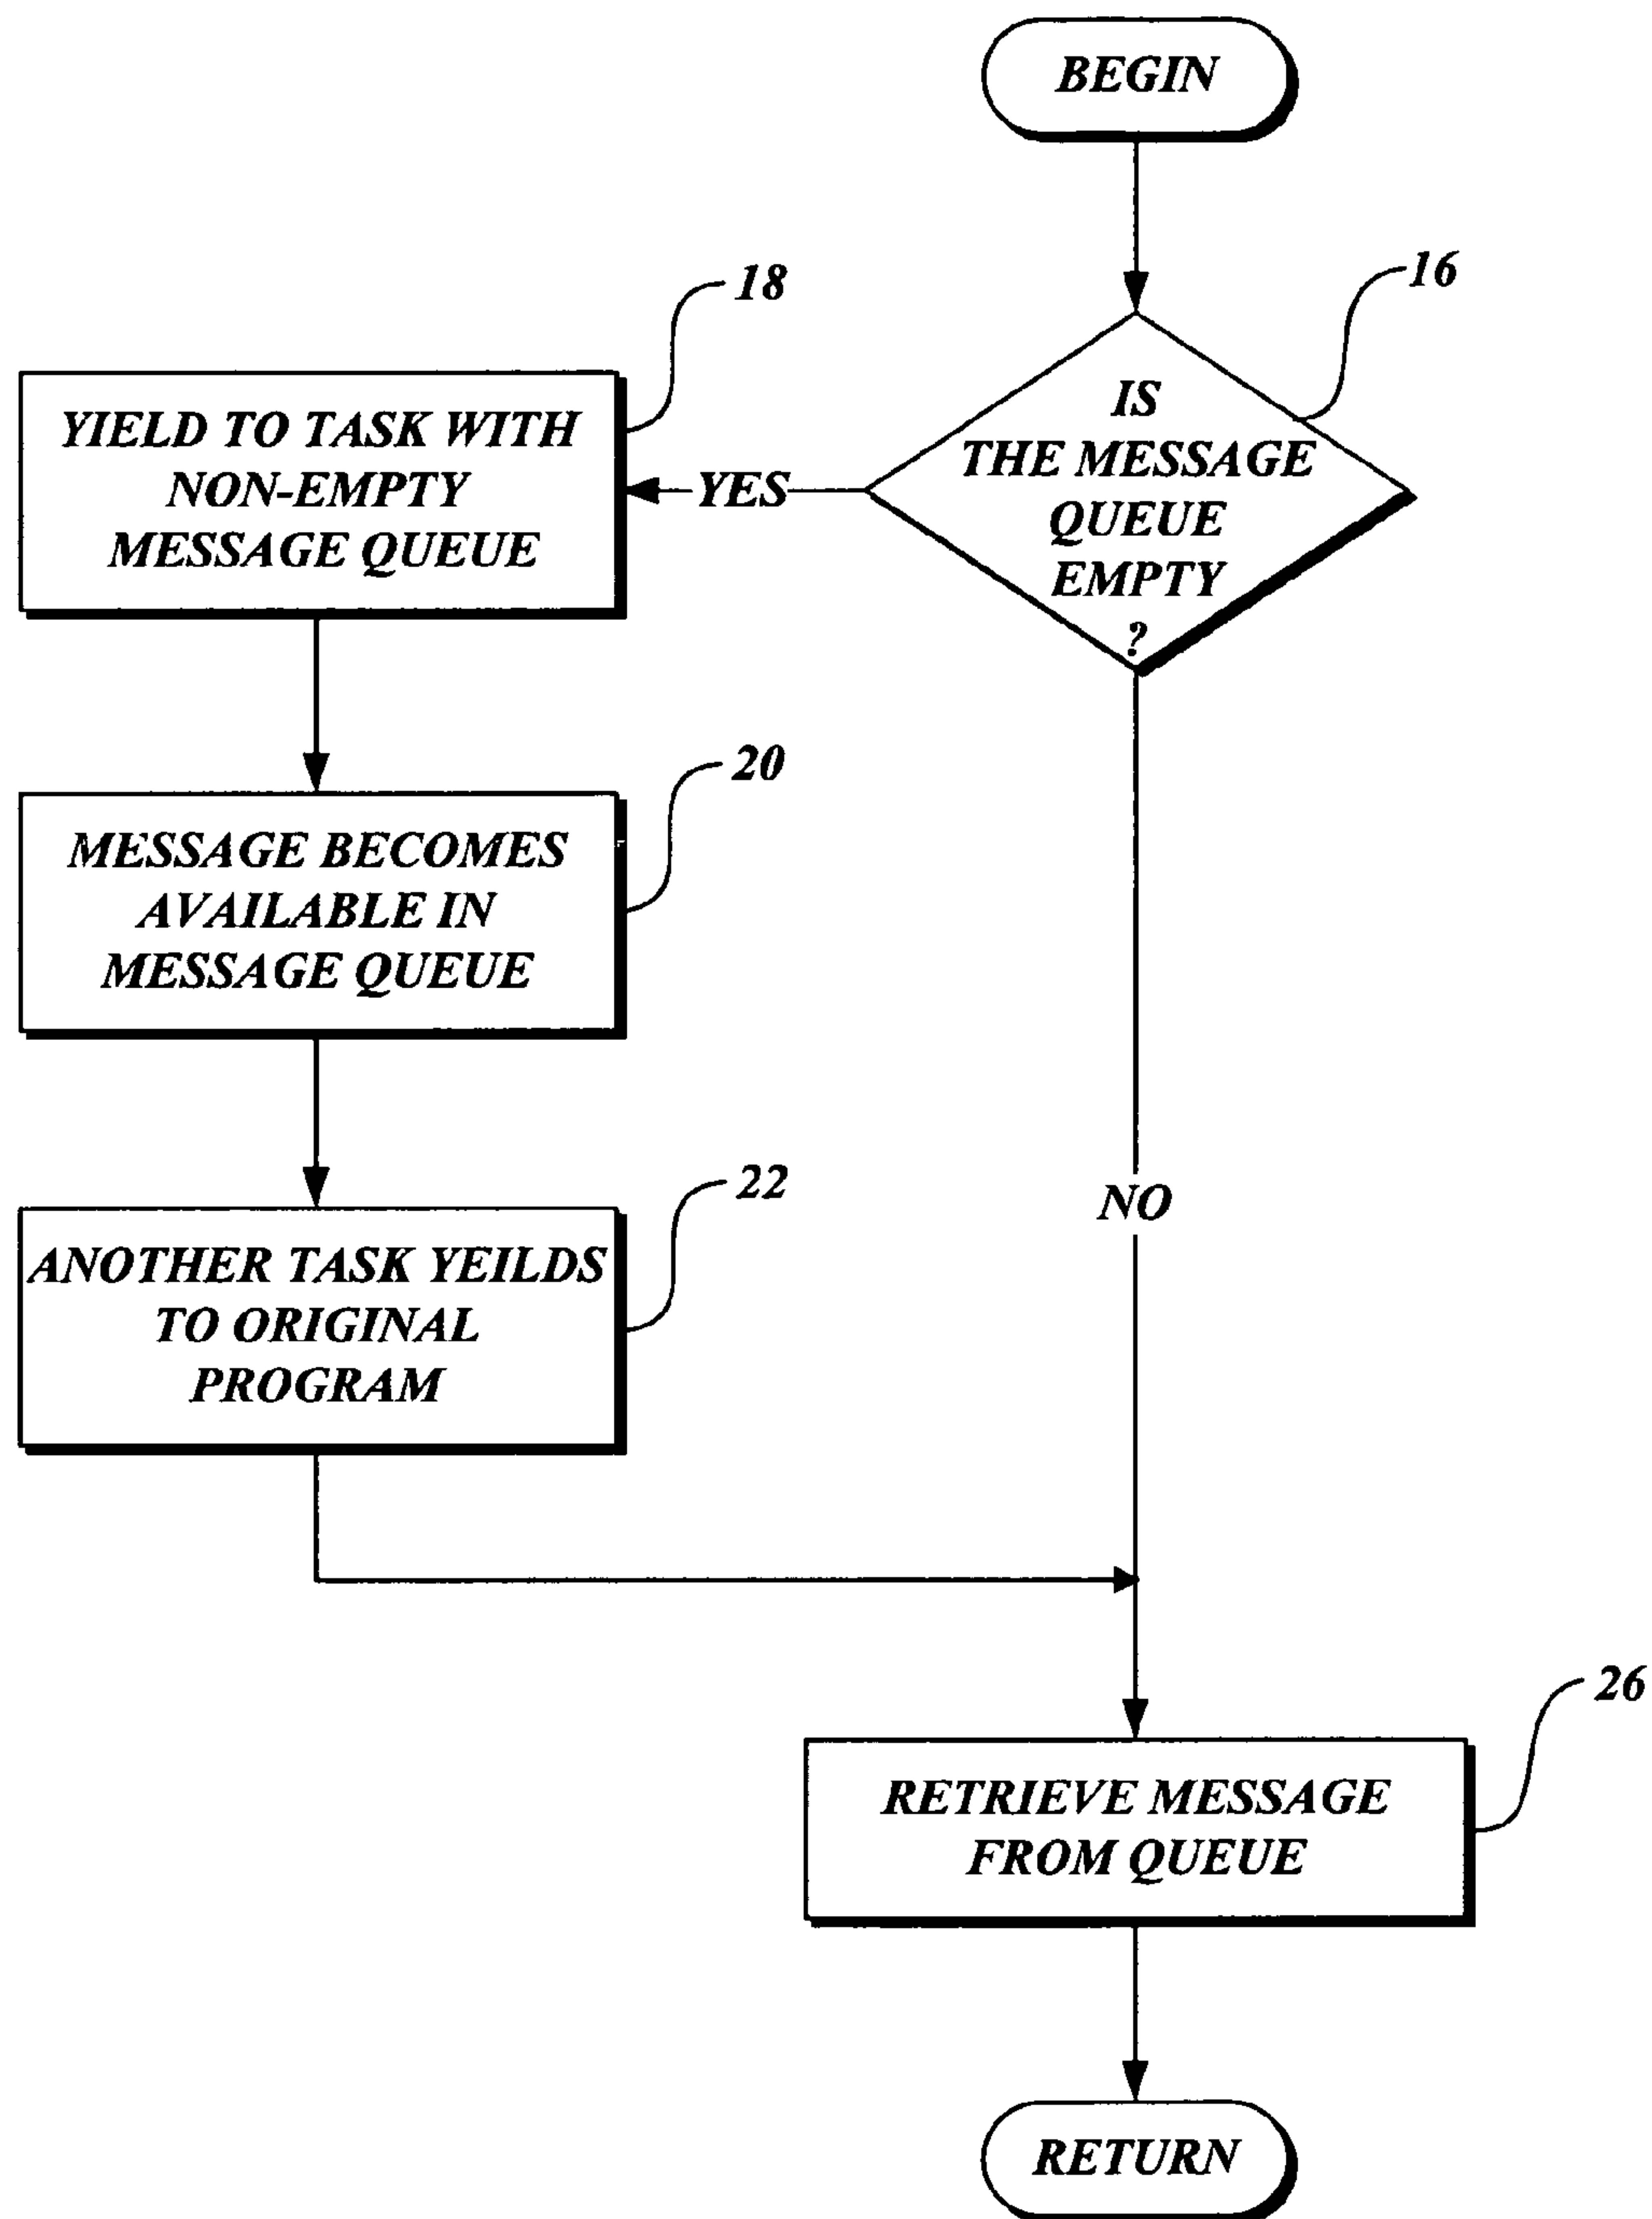 BEGIN
16
IS
THE MESSAGE
QUEUE
EMPTY
?
YES
18
YIELD TO TASK WITH
NON-EMPTY
MESSAGE QUEUE
20
MESSAGE BECOMES
AVAILABLE IN
MESSAGE QUEUE
22
ANOTHER TASK YEILDS
TO ORIGINAL
PROGRAM
NO
26
RETRIEVE MESSAGE
FROM QUEUE
RETURN